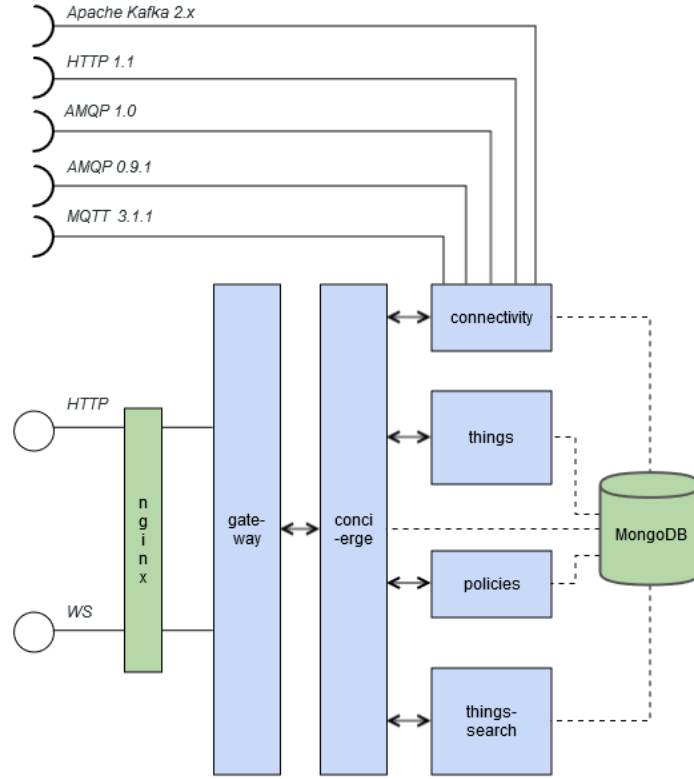 Apache Kafka 2.x
HTTP 1.1
AMQP 1.0
AMQP 0.9.1
MQTT 3.1.1
connectivity
HTTP
things
n
g
i
n
x
gate-
way
conci
-erge
MongoDB
policies
WS
things-
search